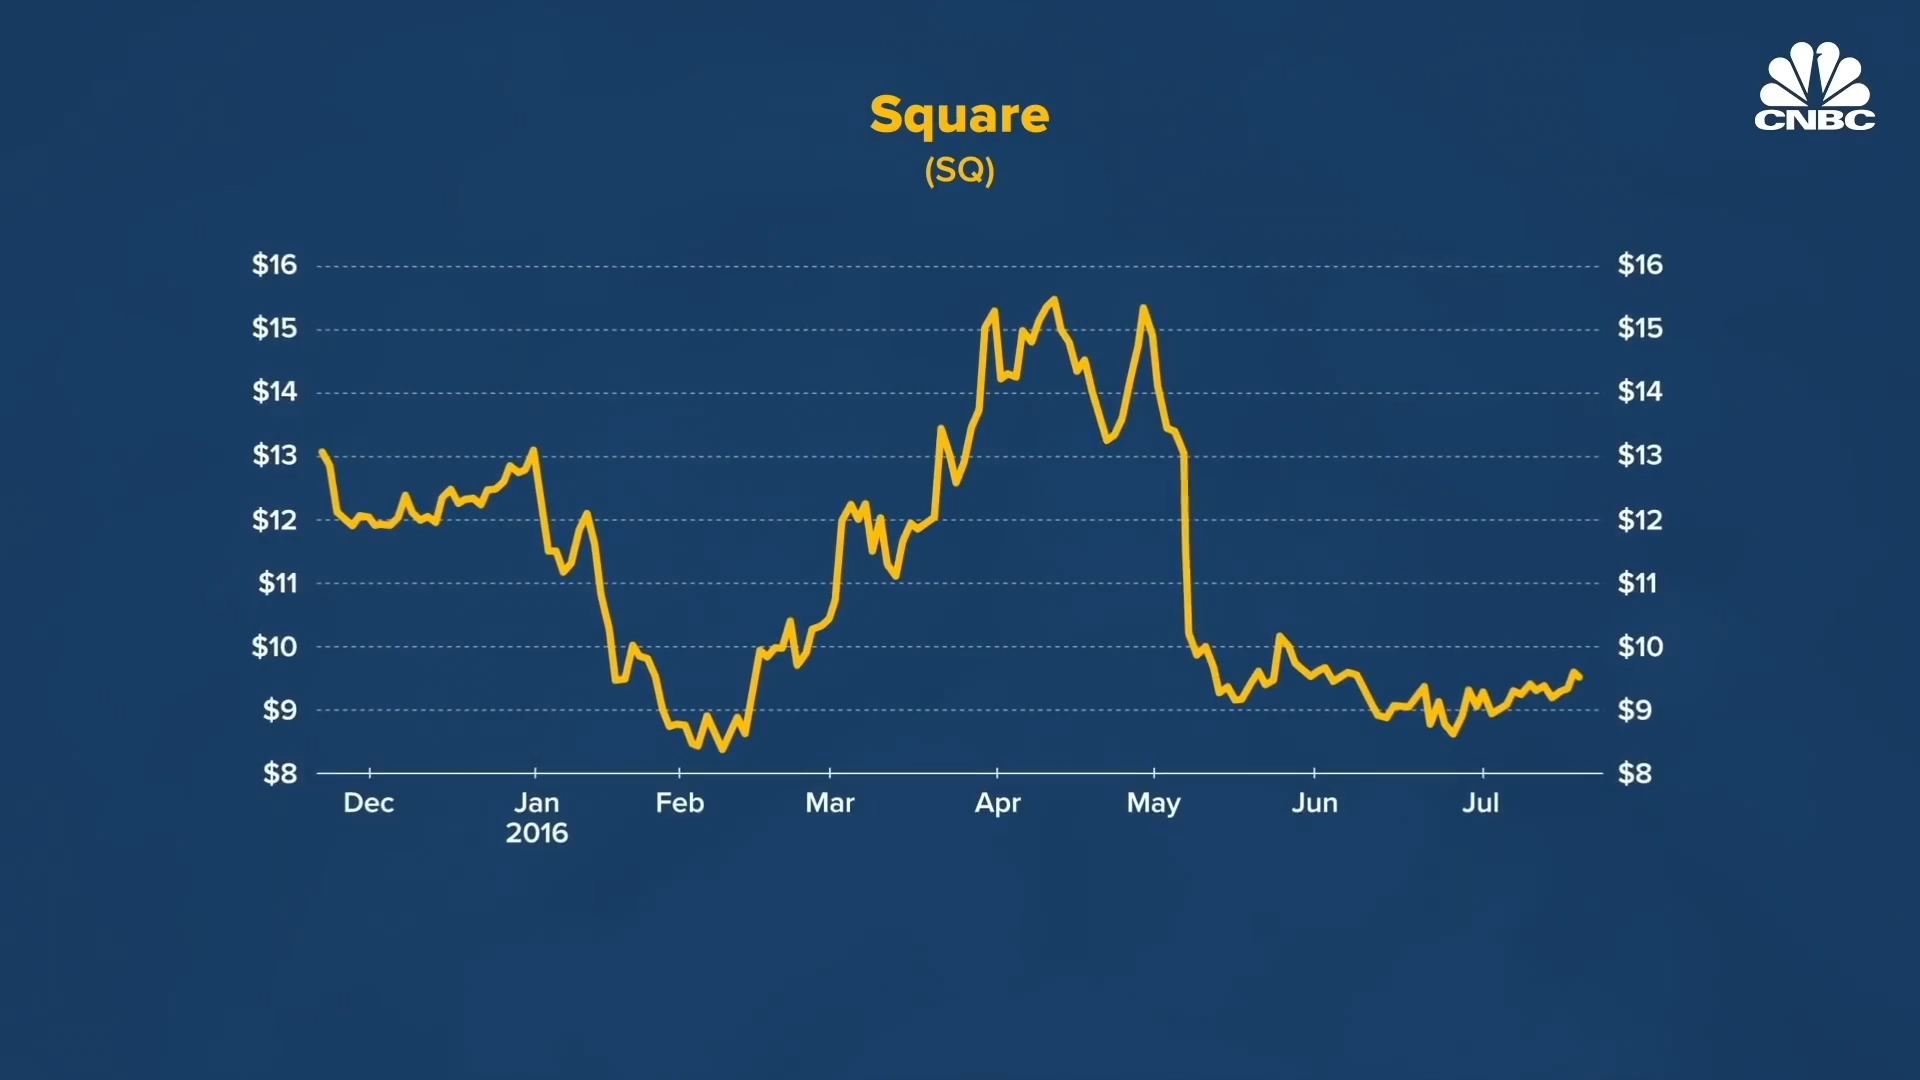 CNBC
Square
(SQ)
$16 $16
$15 $15
$14 $14
$13 $13
$12 $12
$11 $11
$10 $10
$9 $9
$8 $8
Dec Jan Feb Mar Apr May Jun Jul
2016